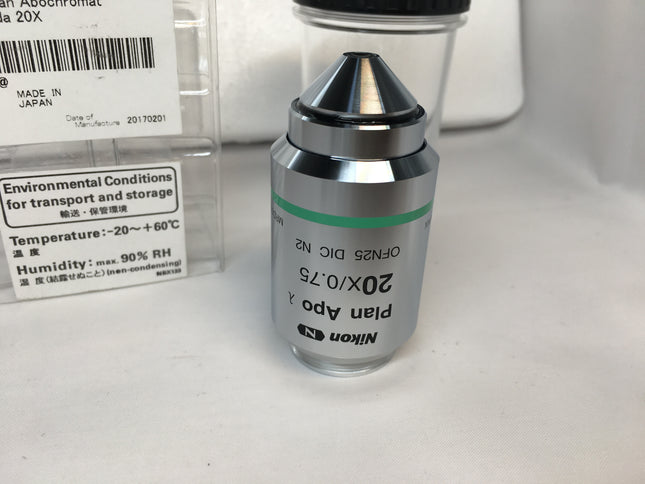 an Abochromat
da 20X
@
MADE IN
JAPAN
Date of
Manufacture 20170201
Environmental Conditions
for transport and storage
輸送・保管環境
Temperature:-20～+60℃
温 度
Humidity: max. 90% RH
湿 度(結露せぬこと)(non-condensing)
NBX133
Nikon N
Plan Apo λ
20X/0.75
OFN25 DIC N2